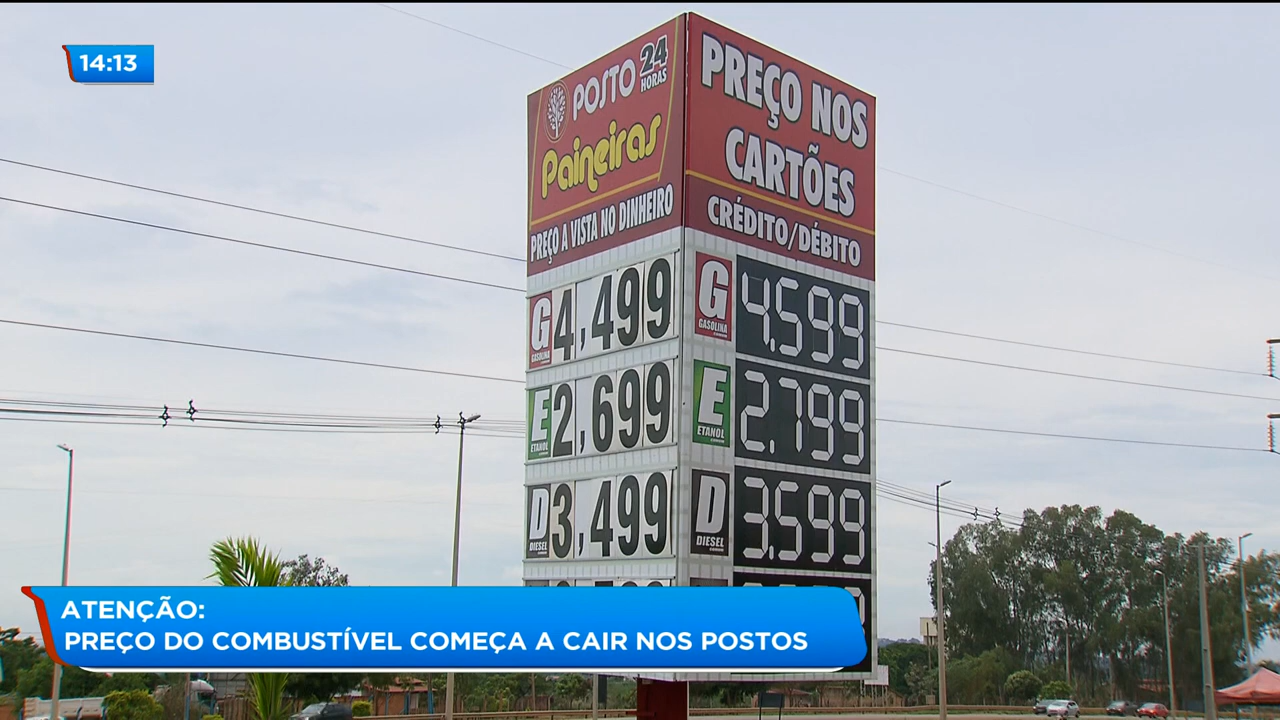 14:13
POSTO 24 HORAS
Paineiras
PREÇO A VISTA NO DINHEIRO
G GASOLINA 4,499
E ETANOL 2,699
D DIESEL 3,499
PREÇO NOS
CARTÕES
CRÉDITO/DÉBITO
G GASOLINA 4.599
E ETANOL 2.799
D DIESEL 3.599
ATENÇÃO:
PREÇO DO COMBUSTÍVEL COMEÇA A CAIR NOS POSTOS